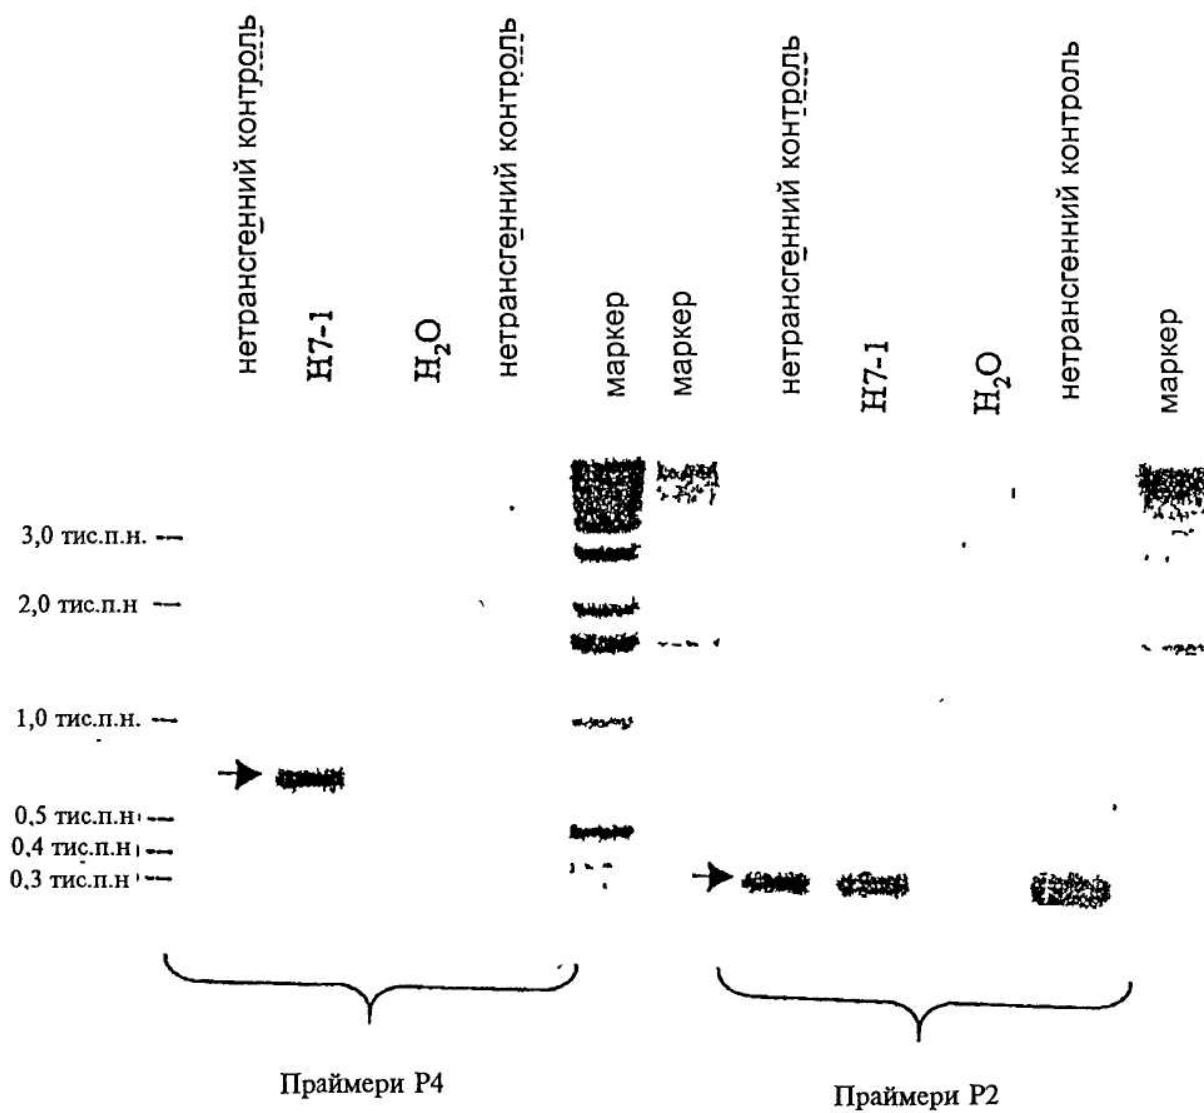 нетрансгенний контроль
H7-1
H₂O
нетрансгенний контроль
маркер
маркер
нетрансгенний контроль
H7-1
H₂O
нетрансгенний контроль
маркер
3,0 тис.п.н.
2,0 тис.п.н
1,0 тис.п.н.
0,5 тис.п.н
0,4 тис.п.н
0,3 тис.п.н
Праймери P4
Праймери P2